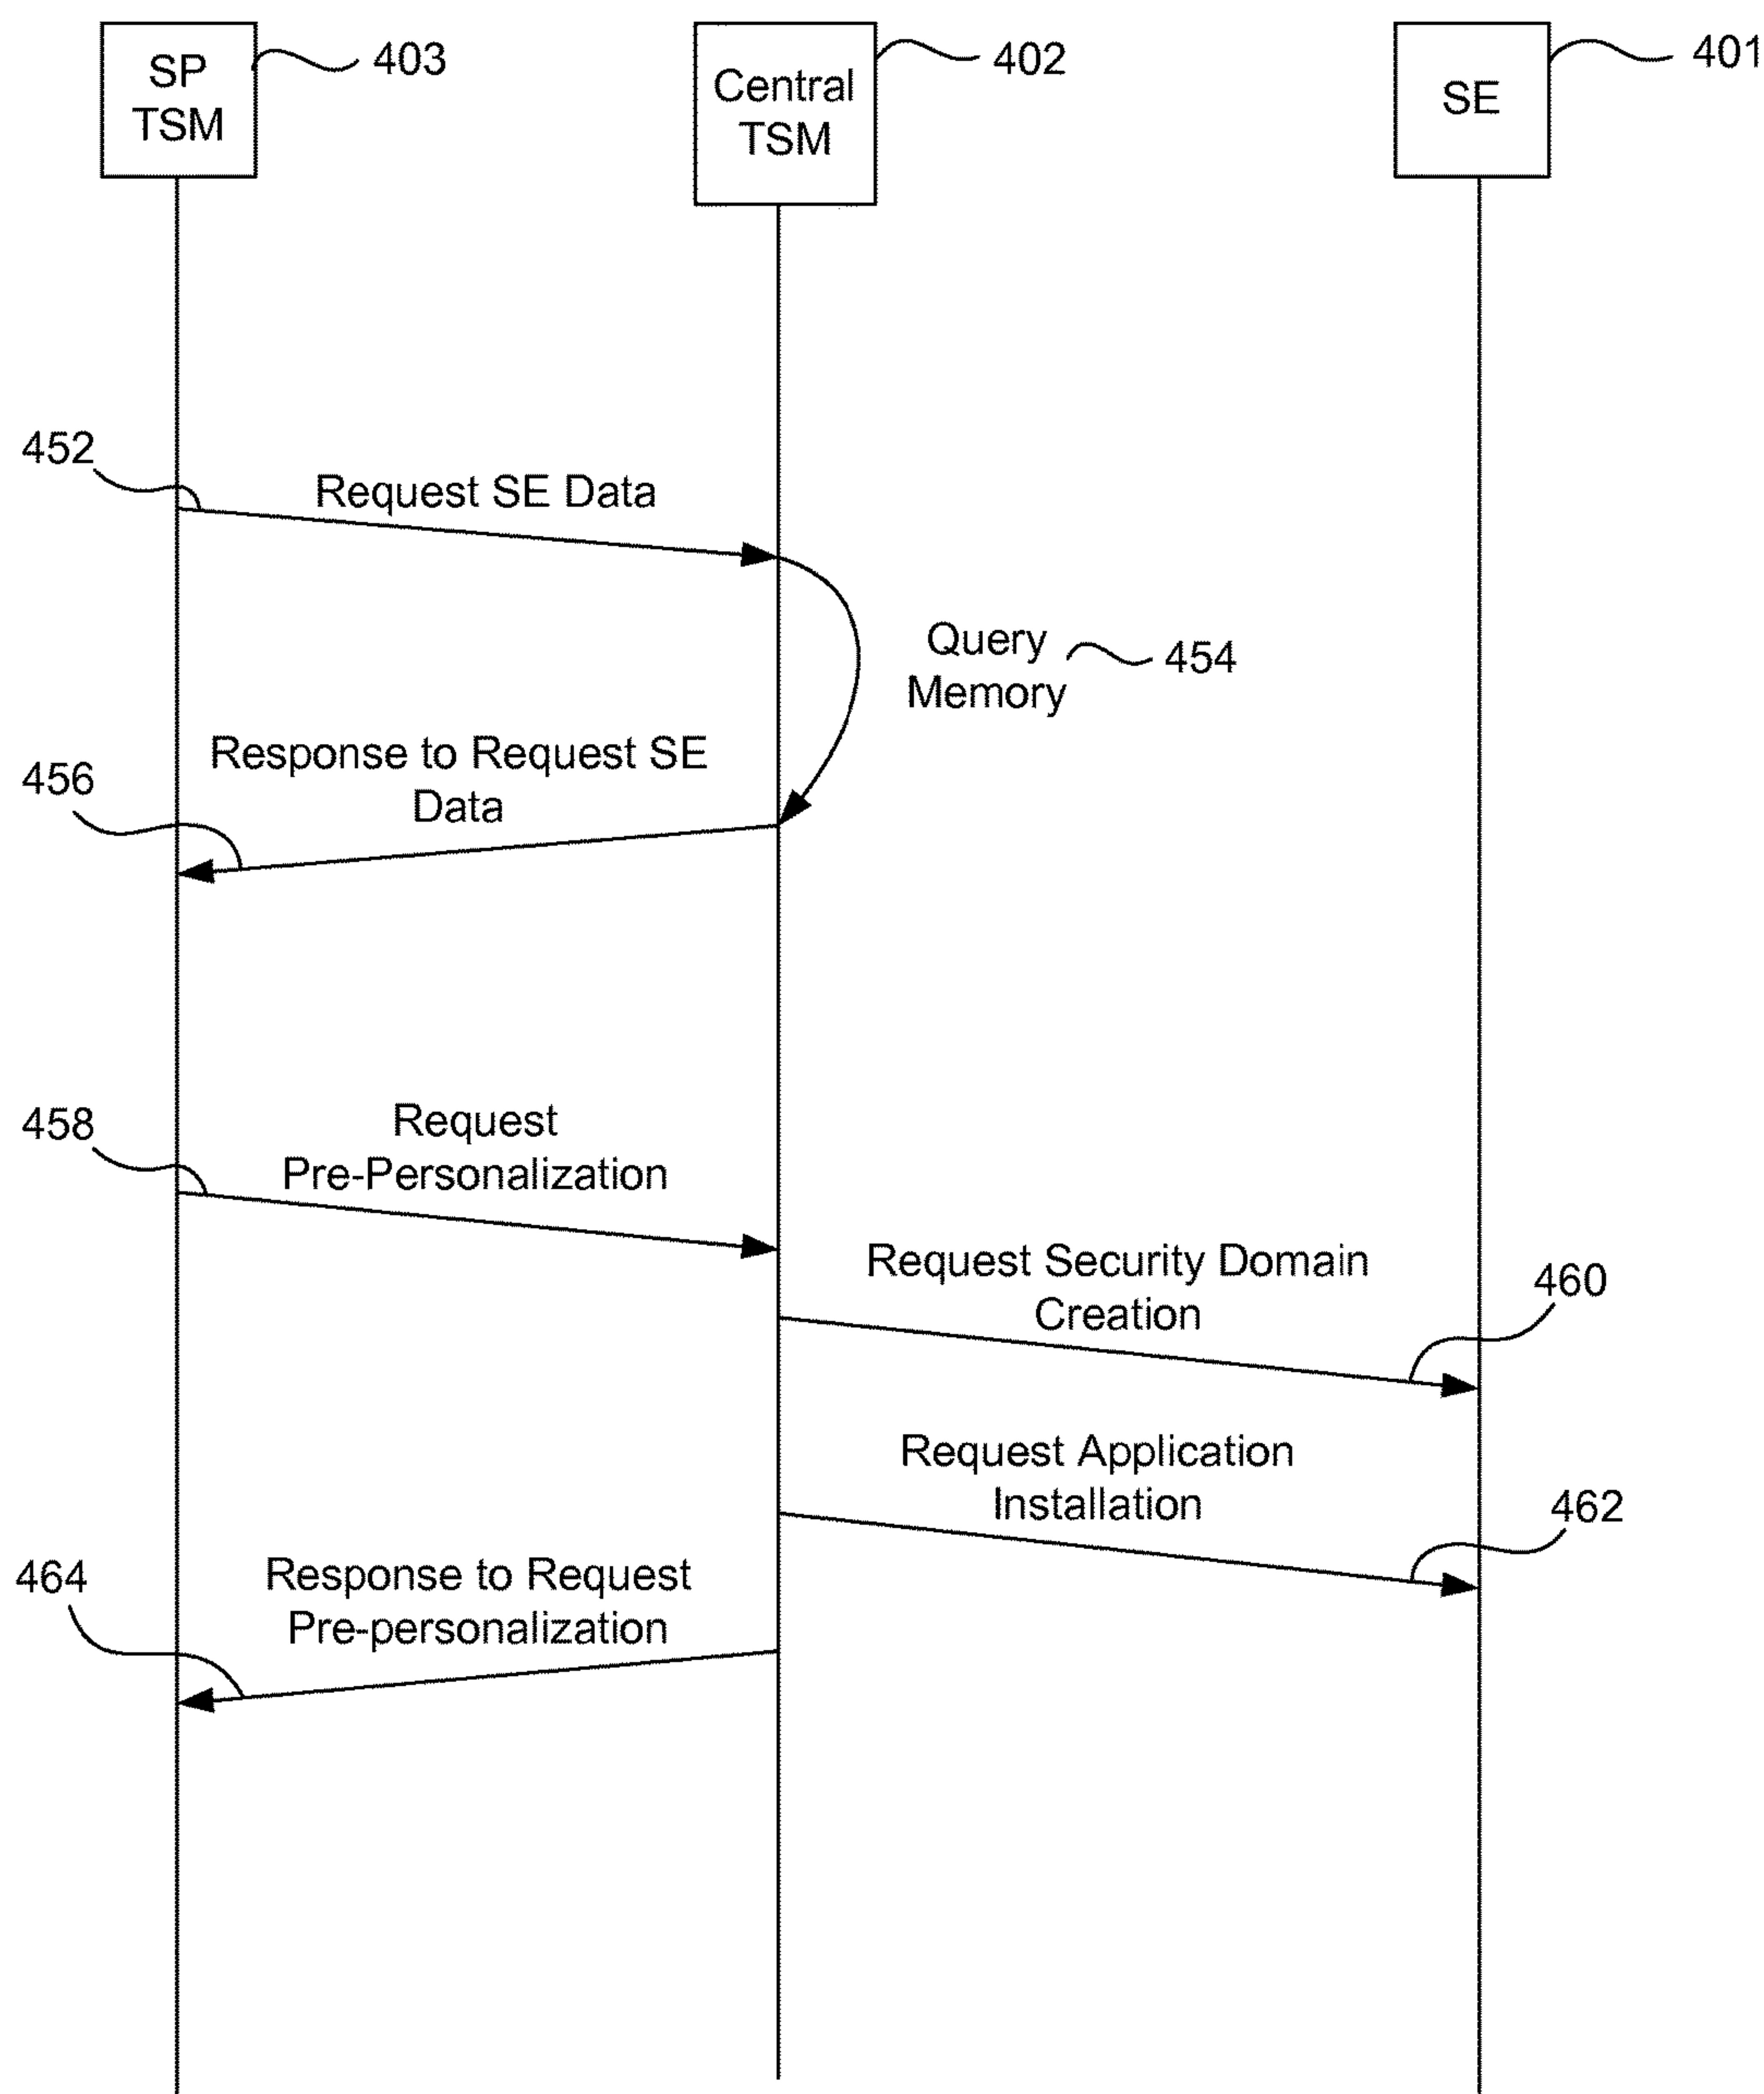 SP
TSM
403
Central
TSM
402
SE
401
452
Request SE Data
Query
Memory
454
Response to Request SE
Data
456
458
Request
Pre-Personalization
Request Security Domain
Creation
460
Request Application
Installation
462
464
Response to Request
Pre-personalization